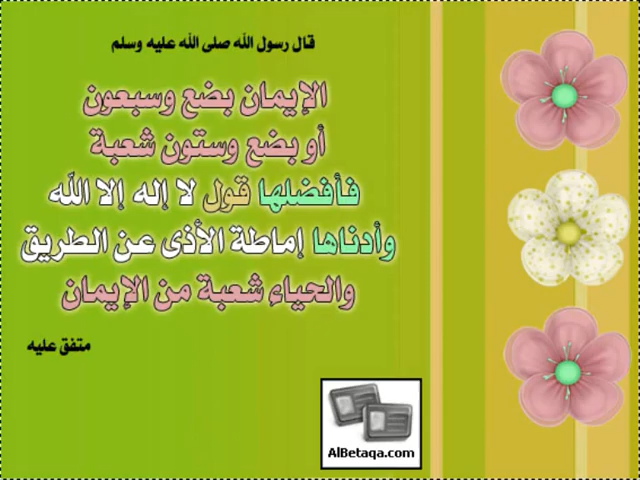 قال رسول الله صلى الله عليه وسلم
الإيمان بضع وسبعون
أو بضع وستون شعبة
فأفضلها قول لا إله إلا الله
وأدناها إماطة الأذى عن الطريق
والحياء شعبة من الإيمان
متفق عليه
AlBetaqa.com